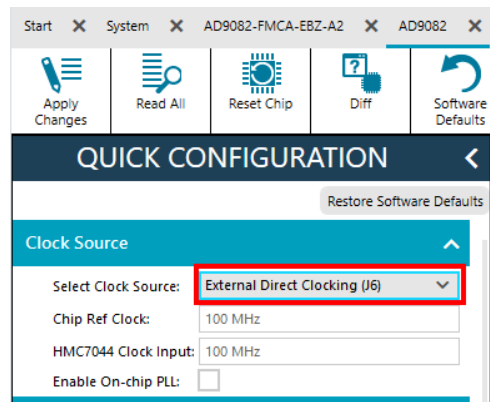 Start X System X AD9082-FMCA-EBZ-A2 X AD9082 X
Apply Changes Read All Reset Chip Diff Software Defaults
QUICK CONFIGURATION
Restore Software Defaults
Clock Source
Select Clock Source: External Direct Clocking (J6)
Chip Ref Clock: 100 MHz
HMC7044 Clock Input: 100 MHz
Enable On-chip PLL: